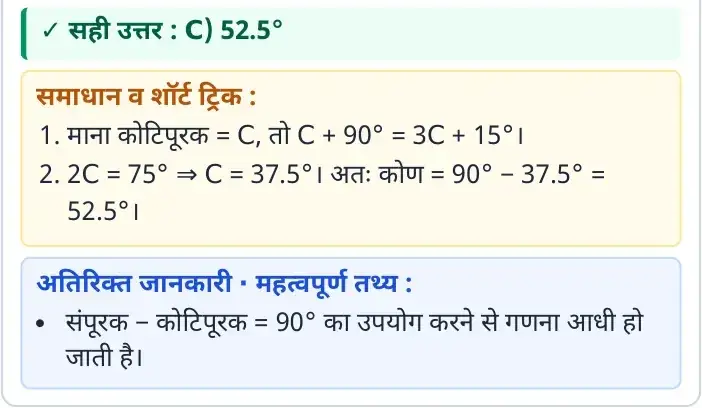 ✓ सही उत्तर : C) 52.5°
समाधान व शॉर्ट ट्रिक :
1. माना कोटिपूरक = C, तो C + 90° = 3C + 15°।
2. 2C = 75° ⇒ C = 37.5°। अतः कोण = 90° − 37.5° =
52.5°।
अतिरिक्त जानकारी · महत्वपूर्ण तथ्य :
• संपूरक − कोटिपूरक = 90° का उपयोग करने से गणना आधी हो
जाती है।